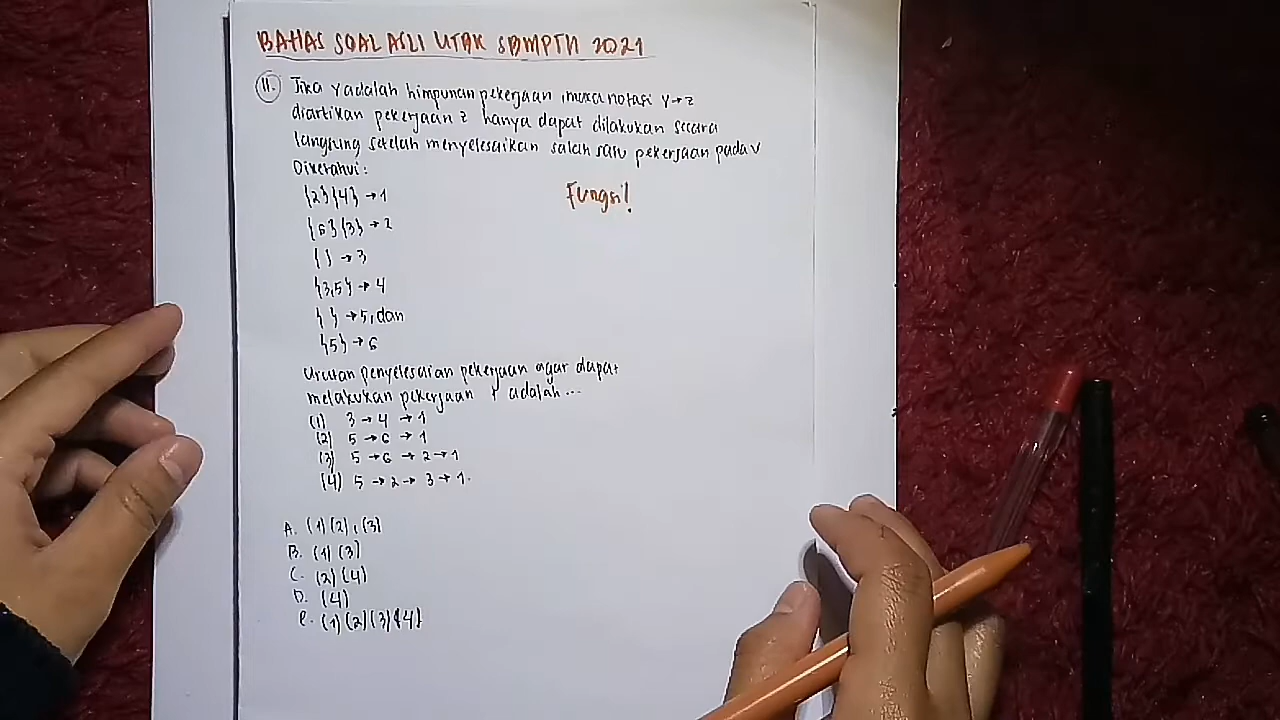 BAHAS SOAL ASLI UTBK SBMPTN 2021
11. Jika Y adalah himpunan pekerjaan, maka notasi Y→Z
diartikan pekerjaan Z hanya dapat dilakukan secara
langsung setelah menyelesaikan salah satu pekerjaan pada Y
Diketahui:
{2}{4} → 1
Fungsi!
{6}{3} → 2
{ } → 3
{3,5} → 4
{ } → 5, dan
{5} → 6
Urutan penyelesaian pekerjaan agar dapat
melakukan pekerjaan 1 adalah...
(1) 3 → 4 → 1
(2) 5 → 6 → 1
(3) 5 → 6 → 2 → 1
(4) 5 → 2 → 3 → 1.
A. (1) (2), (3)
B. (1) (3)
C. (2) (4)
D. (4)
e. (1) (2) (3) (4)